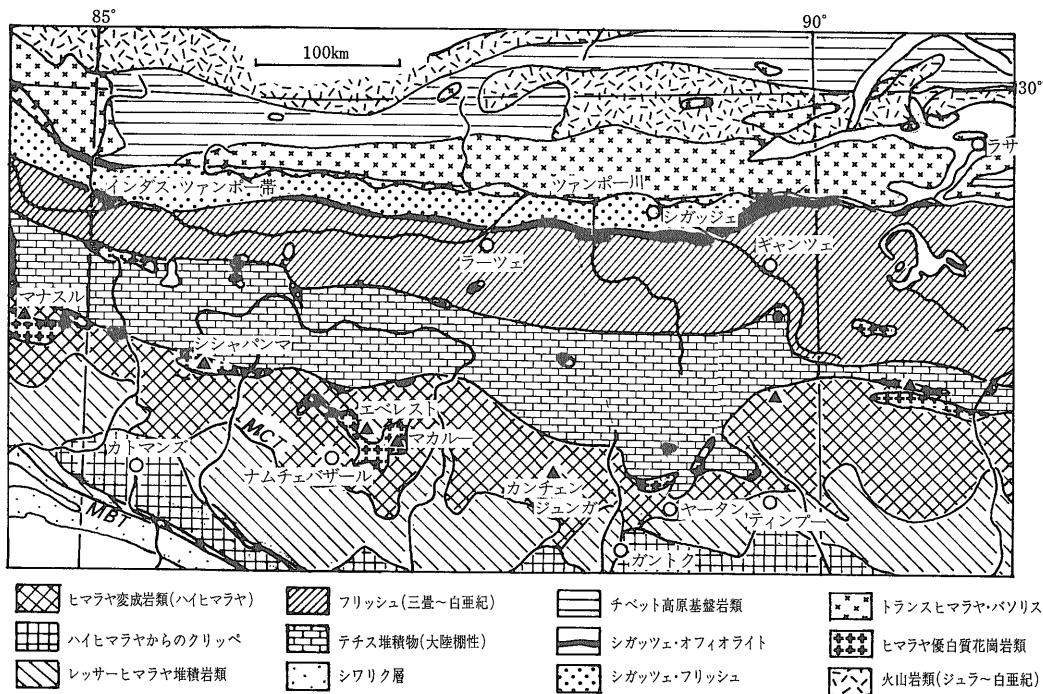 85°
90°
100km
30°
ラサ
インダス・ツァンポー帯
ツァンポー川
シガッジェ
ラーツェ
ギャンツェ
マナスル
シシャパンマ
エベレスト
MCT
マカルー
カトマンズ
ナムチェバザール
カンチェン
ジュンガ
ヤータン
ティンプー
MBT
ガントク
ヒマラヤ変成岩類(ハイヒマラヤ)
フリッシュ(三畳〜白亜紀)
チベット高原基盤岩類
トランスヒマラヤ・バソリス
ハイヒマラヤからのクリッペ
テチス堆積物(大陸棚性)
シガッツェ・オフィオライト
ヒマラヤ優白質花崗岩類
レッサーヒマラヤ堆積岩類
シワリク層
シガッツェ・フリッシュ
火山岩類(ジュラ〜白亜紀)